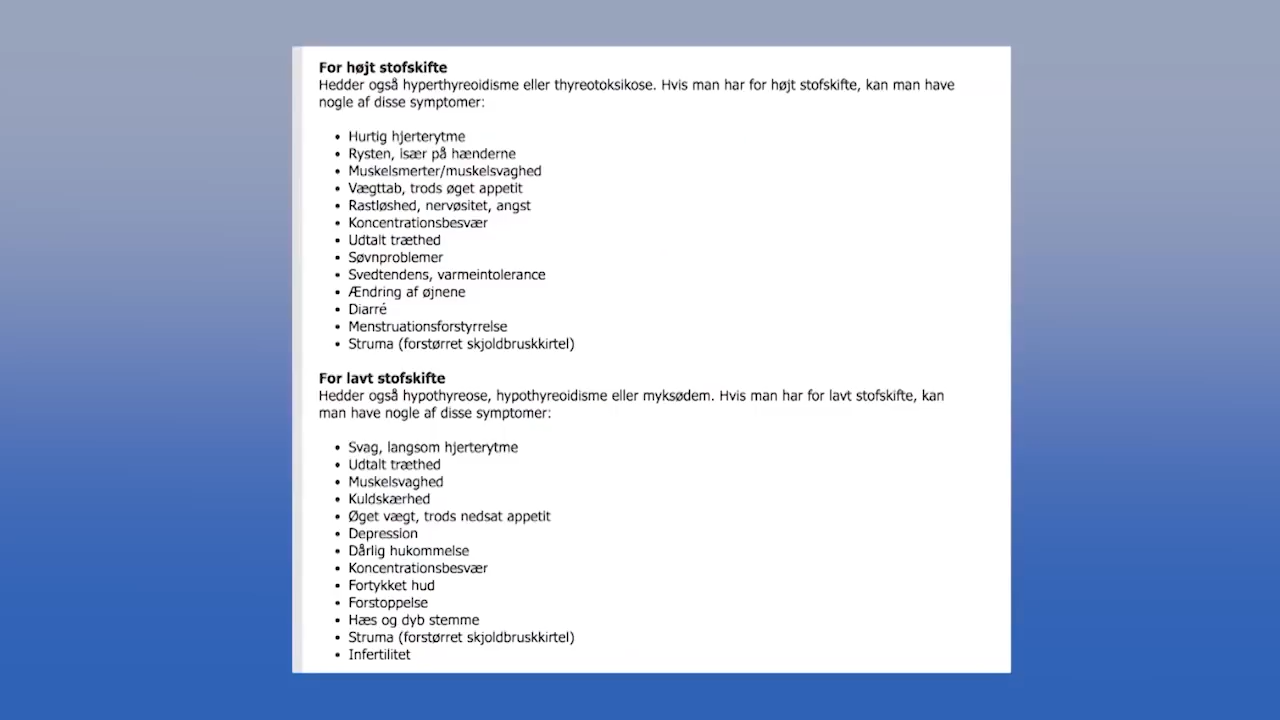 For højt stofskifte
Hedder også hyperthyreoidisme eller thyreotoksikose. Hvis man har for højt stofskifte, kan man have
nogle af disse symptomer:
• Hurtig hjerterytme
• Rysten, især på hænderne
• Muskelsmerter/muskelsvaghed
• Vægttab, trods øget appetit
• Rastløshed, nervøsitet, angst
• Koncentrationsbesvær
• Udtalt træthed
• Søvnproblemer
• Svedtendens, varmeintolerance
• Ændring af øjnene
• Diarré
• Menstruationsforstyrrelse
• Struma (forstørret skjoldbruskkirtel)
For lavt stofskifte
Hedder også hypothyreose, hypothyreoidisme eller myksødem. Hvis man har for lavt stofskifte, kan
man have nogle af disse symptomer:
• Svag, langsom hjerterytme
• Udtalt træthed
• Muskelsvaghed
• Kuldskærhed
• Øget vægt, trods nedsat appetit
• Depression
• Dårlig hukommelse
• Koncentrationsbesvær
• Fortykket hud
• Forstoppelse
• Hæs og dyb stemme
• Struma (forstørret skjoldbruskkirtel)
• Infertilitet